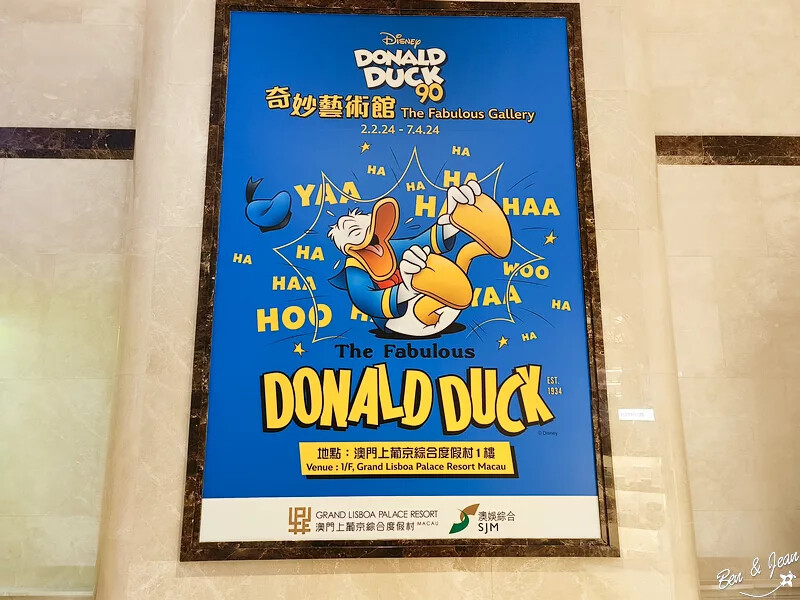 Disney
DONALD
DUCK
90
奇妙藝術館 The Fabulous Gallery
2.2.24 - 7.4.24
HA
HA
HA
HA
YAA
HAA
HA
HA
HAA
WOO
YAA
HA
HOO
HA
The Fabulous
DONALD DUCK
EST.
1934
© Disney
地點：澳門上葡京綜合度假村1樓
Venue : 1/F, Grand Lisboa Palace Resort Macau
GRAND LISBOA PALACE RESORT
澳門上葡京綜合度假村 MACAU
澳娛綜合
SJM
Ben & Jean